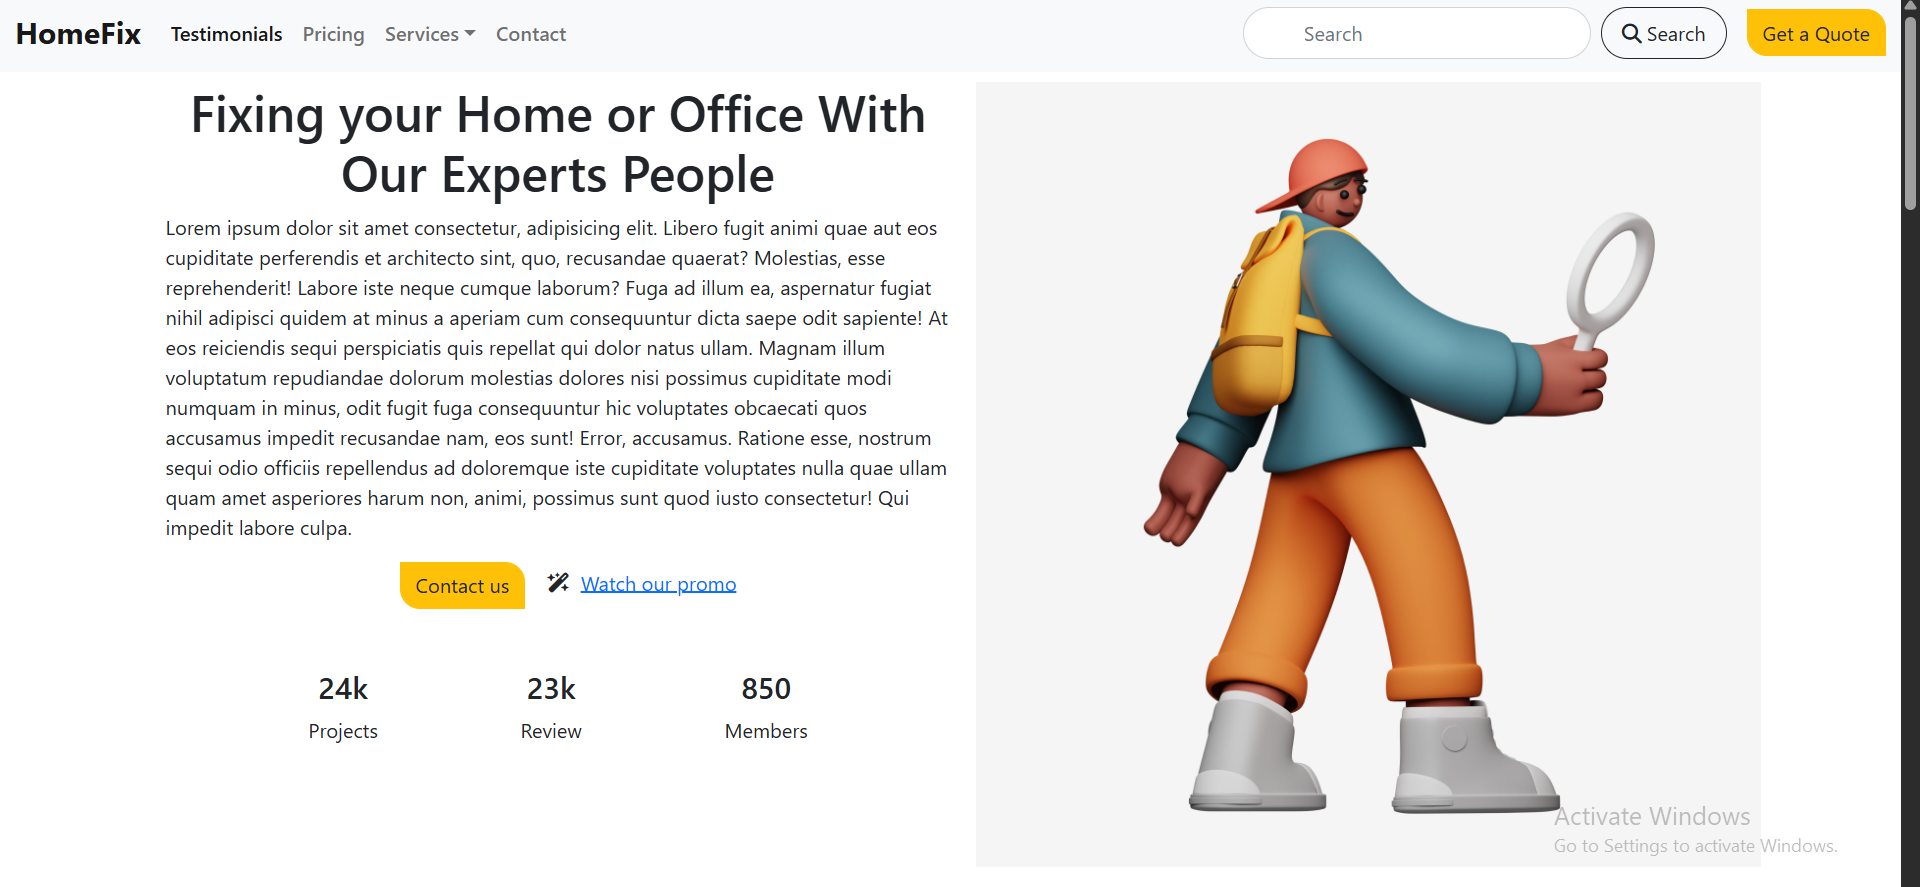 HomeFix
Testimonials
Pricing
Services
Contact
Search
Search
Get a Quote
Fixing your Home or Office With
Our Experts People
Lorem ipsum dolor sit amet consectetur, adipisicing elit. Libero fugit animi quae aut eos
cupiditate perferendis et architecto sint, quo, recusandae quaerat? Molestias, esse
reprehenderit! Labore iste neque cumque laborum? Fuga ad illum ea, aspernatur fugiat
nihil adipisci quidem at minus a aperiam cum consequuntur dicta saepe odit sapiente! At
eos reiciendis sequi perspiciatis quis repellat qui dolor natus ullam. Magnam illum
voluptatum repudiandae dolorum molestias dolores nisi possimus cupiditate modi
numquam in minus, odit fugit fuga consequuntur hic voluptates obcaecati quos
accusamus impedit recusandae nam, eos sunt! Error, accusamus. Ratione esse, nostrum
sequi odio officiis repellendus ad doloremque iste cupiditate voluptates nulla quae ullam
quam amet asperiores harum non, animi, possimus sunt quod iusto consectetur! Qui
impedit labore culpa.
Contact us
Watch our promo
24k
Projects
23k
Review
850
Members
Activate Windows
Go to Settings to activate Windows.